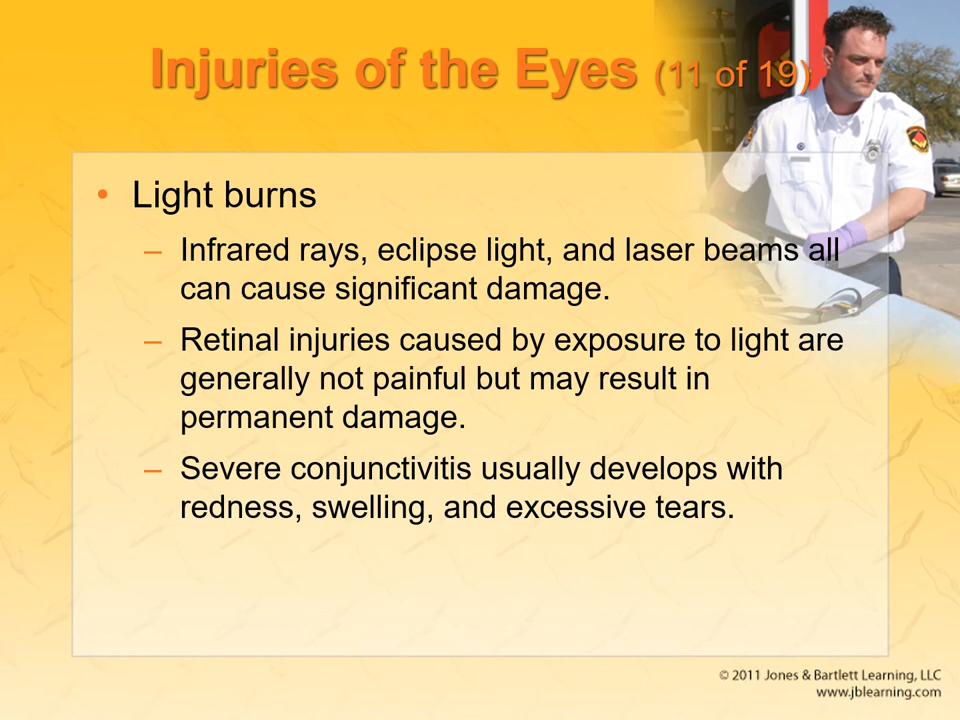 Injuries of the Eyes (11 of 19)
• Light burns
– Infrared rays, eclipse light, and laser beams all
can cause significant damage.
– Retinal injuries caused by exposure to light are
generally not painful but may result in
permanent damage.
– Severe conjunctivitis usually develops with
redness, swelling, and excessive tears.
© 2011 Jones & Bartlett Learning, LLC
www.jblearning.com